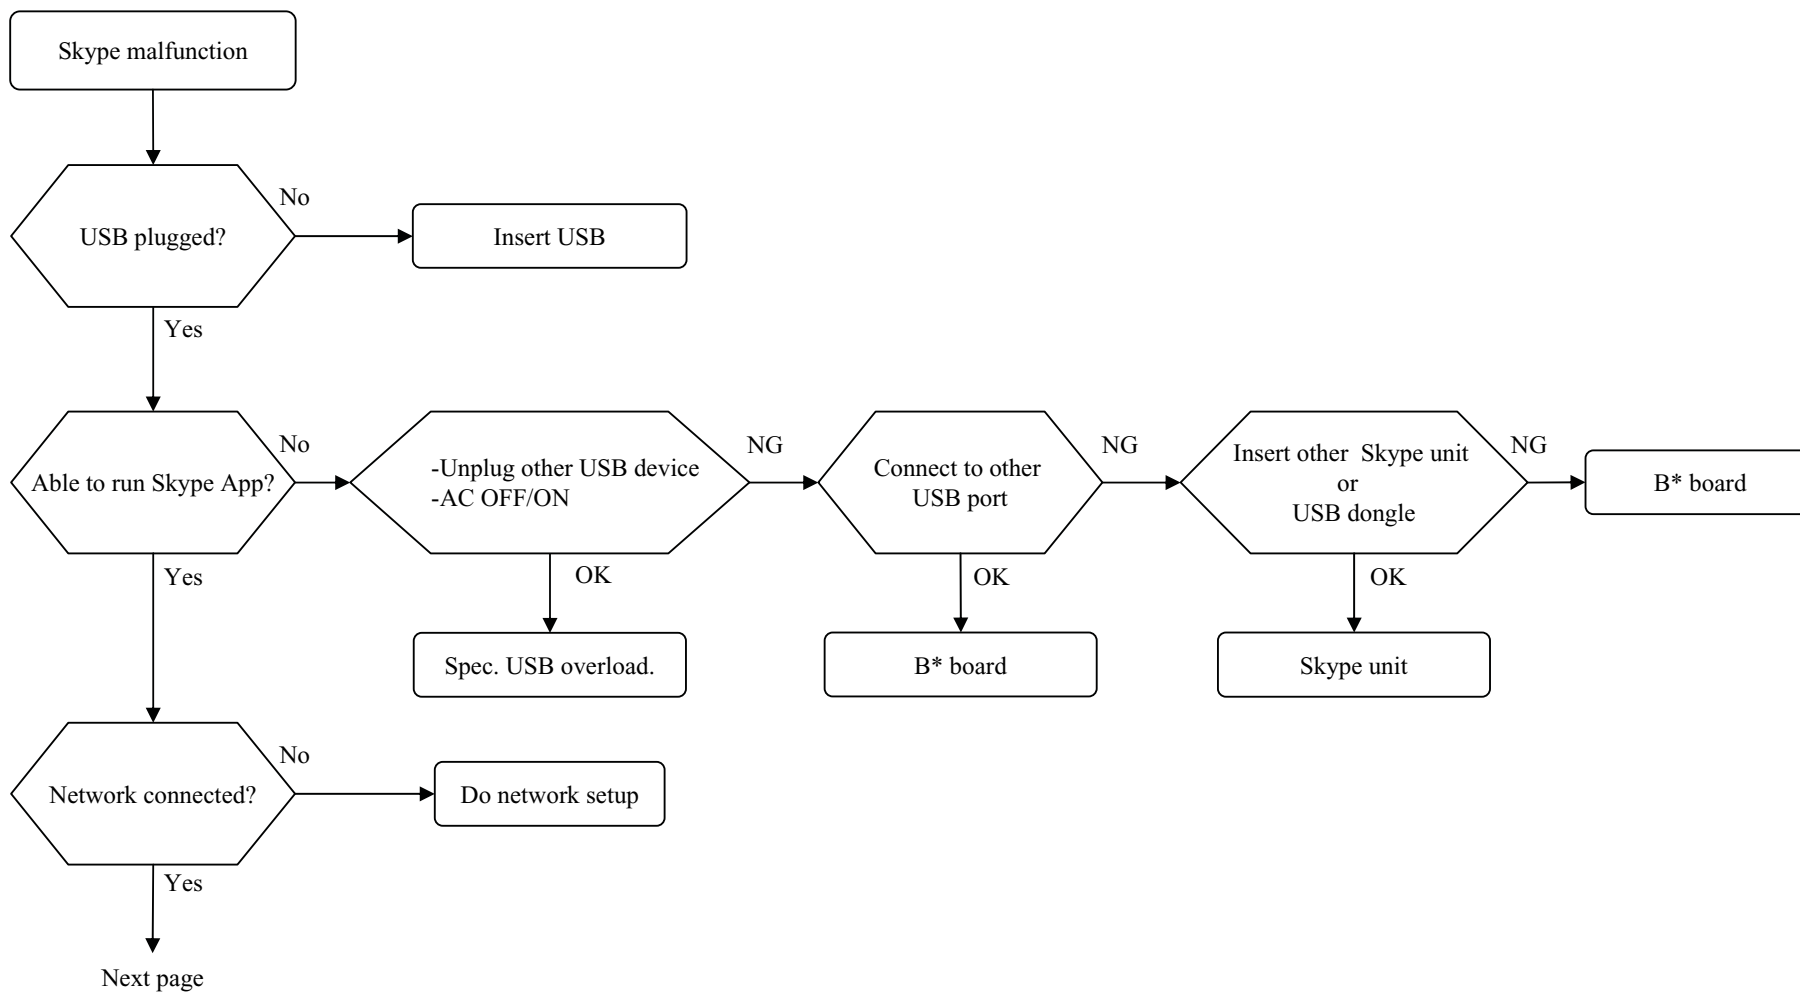 Skype malfunction
No
USB plugged?
Insert USB
Yes
No
Able to run Skype App?
-Unplug other USB device
-AC OFF/ON
NG
Connect to other
USB port
NG
Insert other Skype unit
or
USB dongle
NG
B* board
Yes
OK
OK
OK
Spec. USB overload.
B* board
Skype unit
No
Network connected?
Do network setup
Yes
Next page